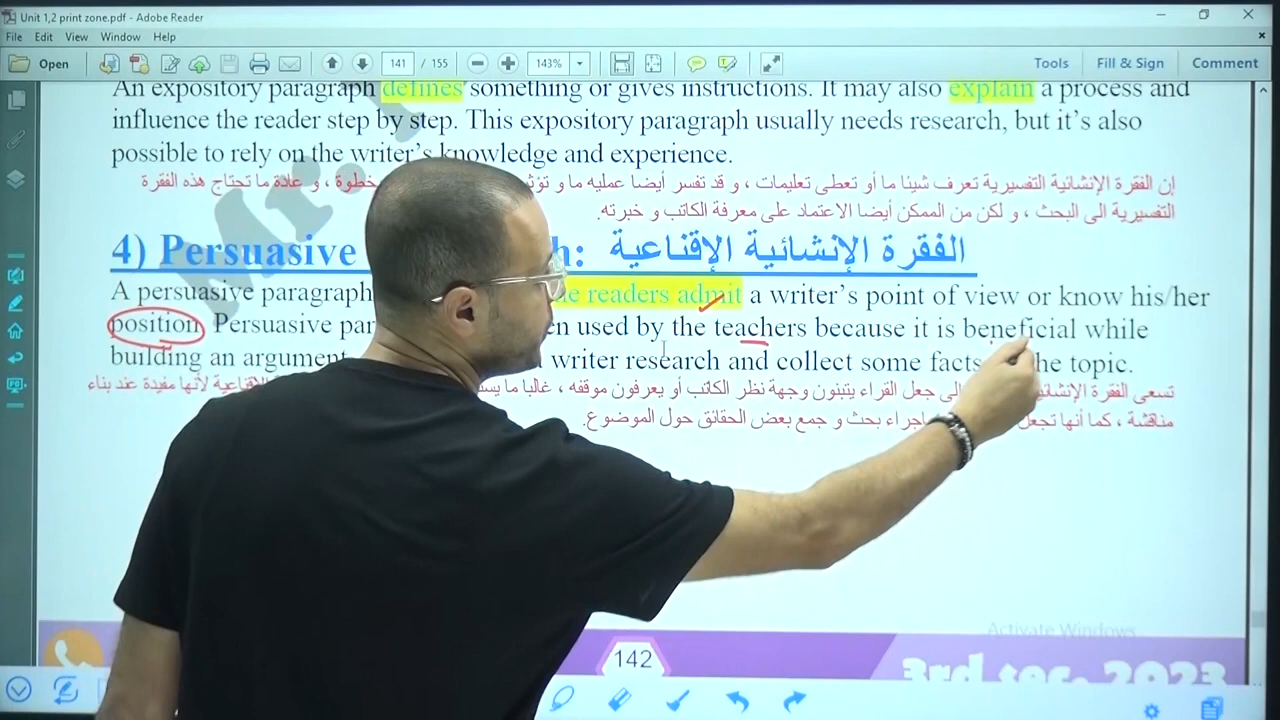 Unit 1,2 print zone.pdf - Adobe Reader
File Edit View Window Help
Open 141 / 155 143% Tools Fill & Sign Comment
An expository paragraph defines something or gives instructions. It may also explain a process and
influence the reader step by step. This expository paragraph usually needs research, but it's also
possible to rely on the writer's knowledge and experience.
إن الفقرة الإنشائية التفسيرية تعرف شيئا ما أو تعطى تعليمات ، و قد تفسر أيضا عمليه ما و خطوة ، و عادة ما تحتاج هذه الفقرة
التفسيرية الى البحث ، و لكن من الممكن أيضا الاعتماد على معرفة الكاتب و خبرته.
4) Persuasive h: الفقرة الإنشائية الإقناعية
A persuasive paragraph readers admit a writer's point of view or know his/her
position Persuasive used by the teachers because it is beneficial while
building an argument writer research and collect some facts the topic.
تسعى الفقرة الى جعل القراء يتبنون وجهة نظر الكاتب أو يعرفون موقفه ، غالبا ما لأنها مفيدة عند بناء
مناقشة ، كما أنها تجعل إجراء بحث و جمع بعض الحقائق حول الموضوع.
Activate Windows
142
3rd sec. 2023
Mr.